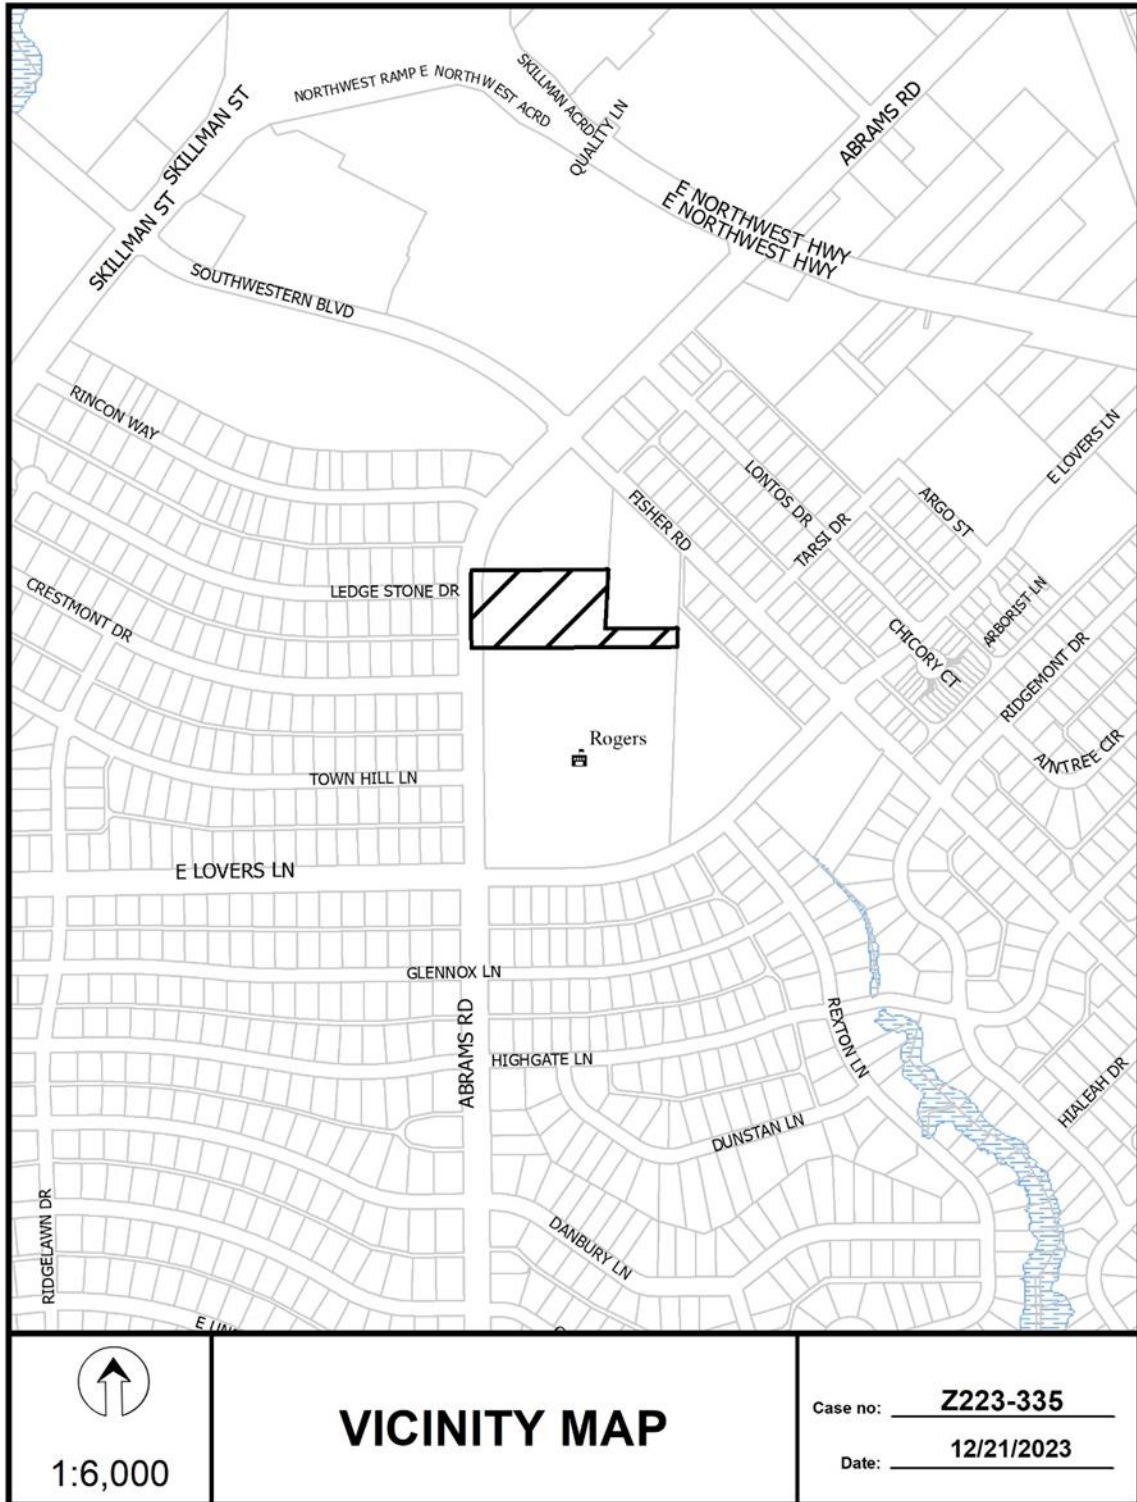 NORTHWEST RAMP E NORTHWEST ACRD
SKILLMAN ACRD
QUALITY LN
ABRAMS RD
SKILLMAN ST
SKILLMAN ST
E NORTHWEST HWY
E NORTHWEST HWY
SOUTHWESTERN BLVD
RINCON WAY
E LOVERS LN
LONTOS DR
ARGO ST
FISHER RD
TARSI DR
LEDGE STONE DR
CRESTMONT DR
ARBORIST LN
CHICORY CT
RIDGEMONT DR
Rogers
AINTREE CIR
TOWN HILL LN
E LOVERS LN
GLENNOX LN
ABRAMS RD
REXTON LN
HIGHGATE LN
HIALEAH DR
DUNSTAN LN
RIDGELAWN DR
DANBURY LN
1:6,000
VICINITY MAP
Case no: Z223-335
Date: 12/21/2023